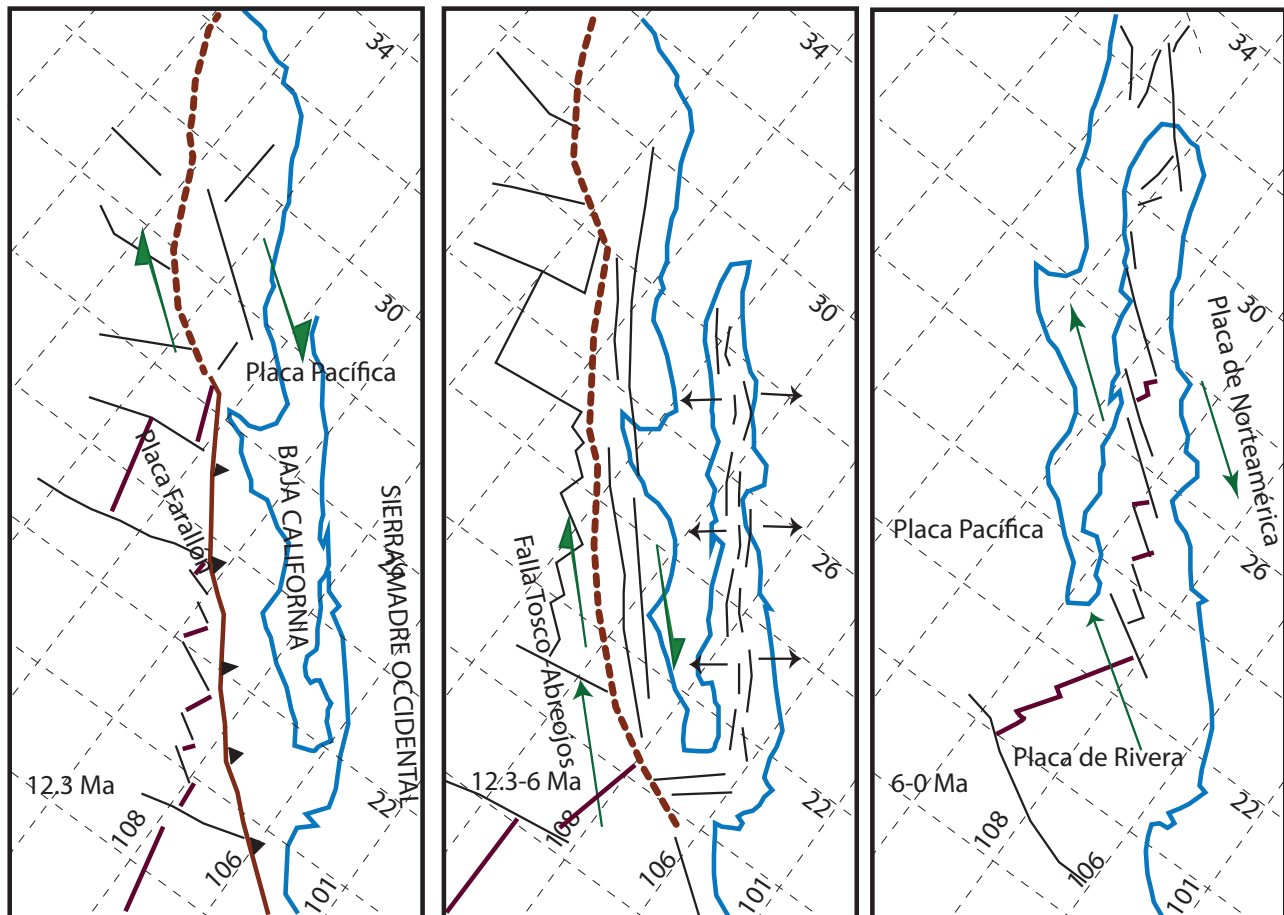 34
30
Placa Pacífica
Placa Farallón
BAJA CALIFORNIA
SIERRA MADRE OCCIDENTAL
12.3 Ma
108
106
101
22
34
30
26
Falla Tosco-Abreojos
12.3-6 Ma
108
106
101
22
34
30
Placa de Norteamérica
26
Placa Pacífica
Placa de Rivera
6-0 Ma
108
106
101
22